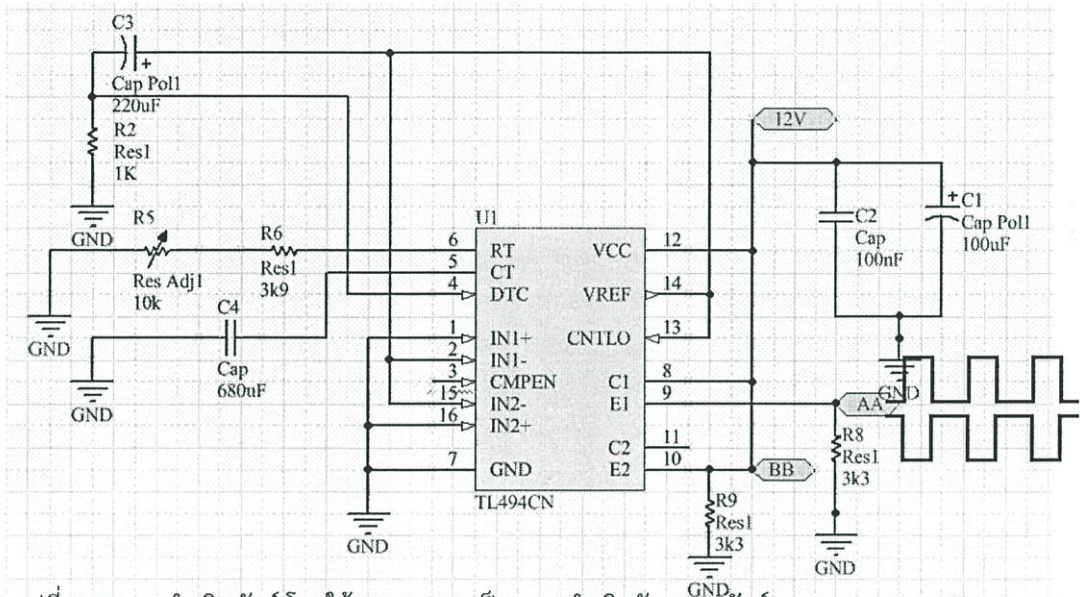 C3
+
Cap Pol1
220uF
R2
Res1
1K
GND
R5
Res Adj1
10k
R6
Res1
3k9
GND
C4
Cap
680uF
GND
U1
6 RT VCC 12
5 CT
4 DTC VREF 14
1 IN1+ CNTLO 13
2 IN1-
3 CMPEN C1 8
15 IN2- E1 9
16 IN2+
C2 11
7 GND E2 10
TL494CN
GND
12V
C2
Cap
100nF
+
C1
Cap Pol1
100uF
GND
AA
R8
Res1
3k3
GND
BB
R9
Res1
3k3
GND